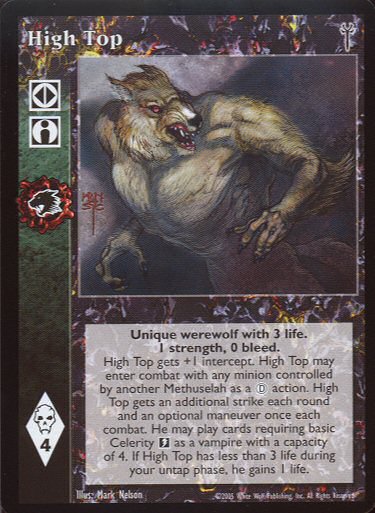 High Top
Unique werewolf with 3 life.
1 strength, 0 bleed.
High Top gets +1 intercept. High Top may
enter combat with any minion controlled
by another Methuselah as a Ⓓ action. High
Top gets an additional strike each round
and an optional maneuver once each
combat. He may play cards requiring basic
Celerity as a vampire with a capacity
of 4. If High Top has less than 3 life during
your untap phase, he gains 1 life.
4
Illus: Mark Nelson
©2005 White Wolf Publishing, Inc. All Rights Reserved